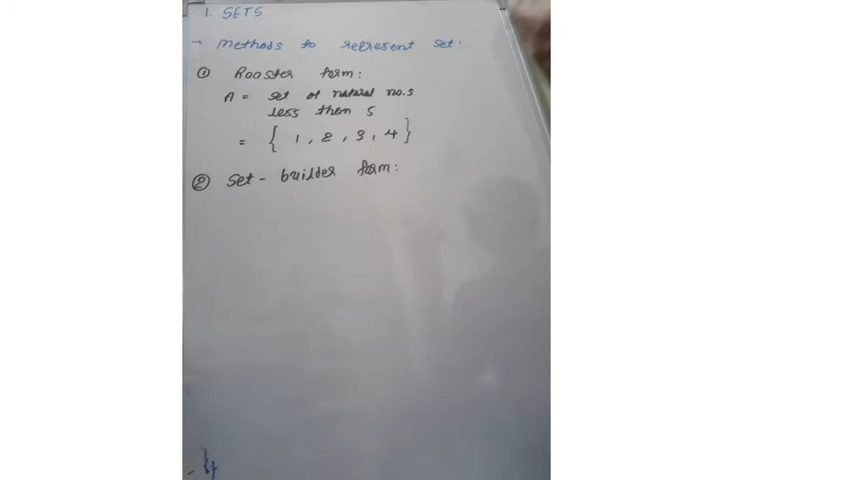 1. SETS
→ Methods to represent set:
① Rooster form:
A = set of natural no.s
less then 5
= { 1, 2, 3, 4 }
② Set-builder form: